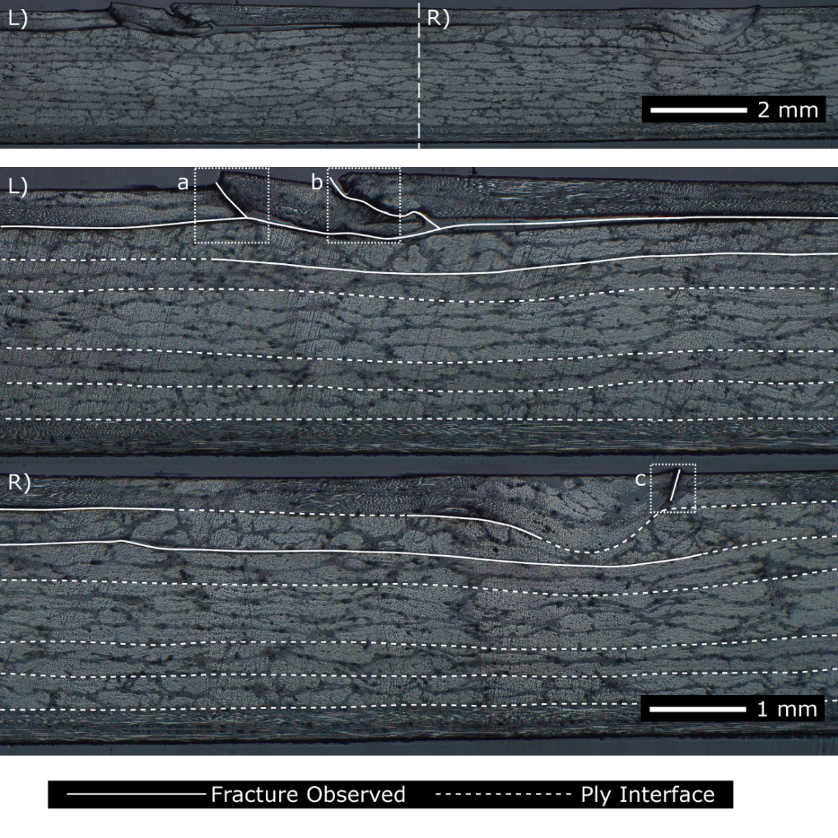 L)
R)
2 mm
L)
a
b
R)
c
1 mm
Fracture Observed
Ply Interface